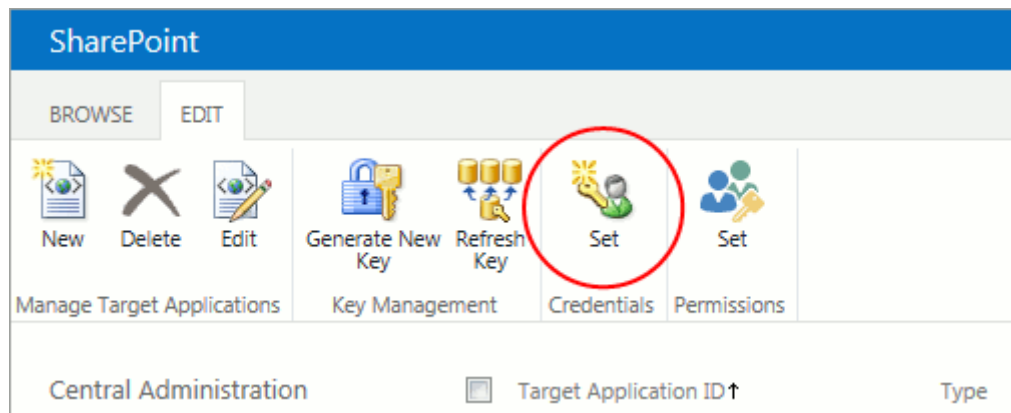 SharePoint
BROWSE EDIT
New Delete Edit Generate New Key Refresh Key Set Set
Manage Target Applications Key Management Credentials Permissions
Central Administration Target Application ID↑ Type